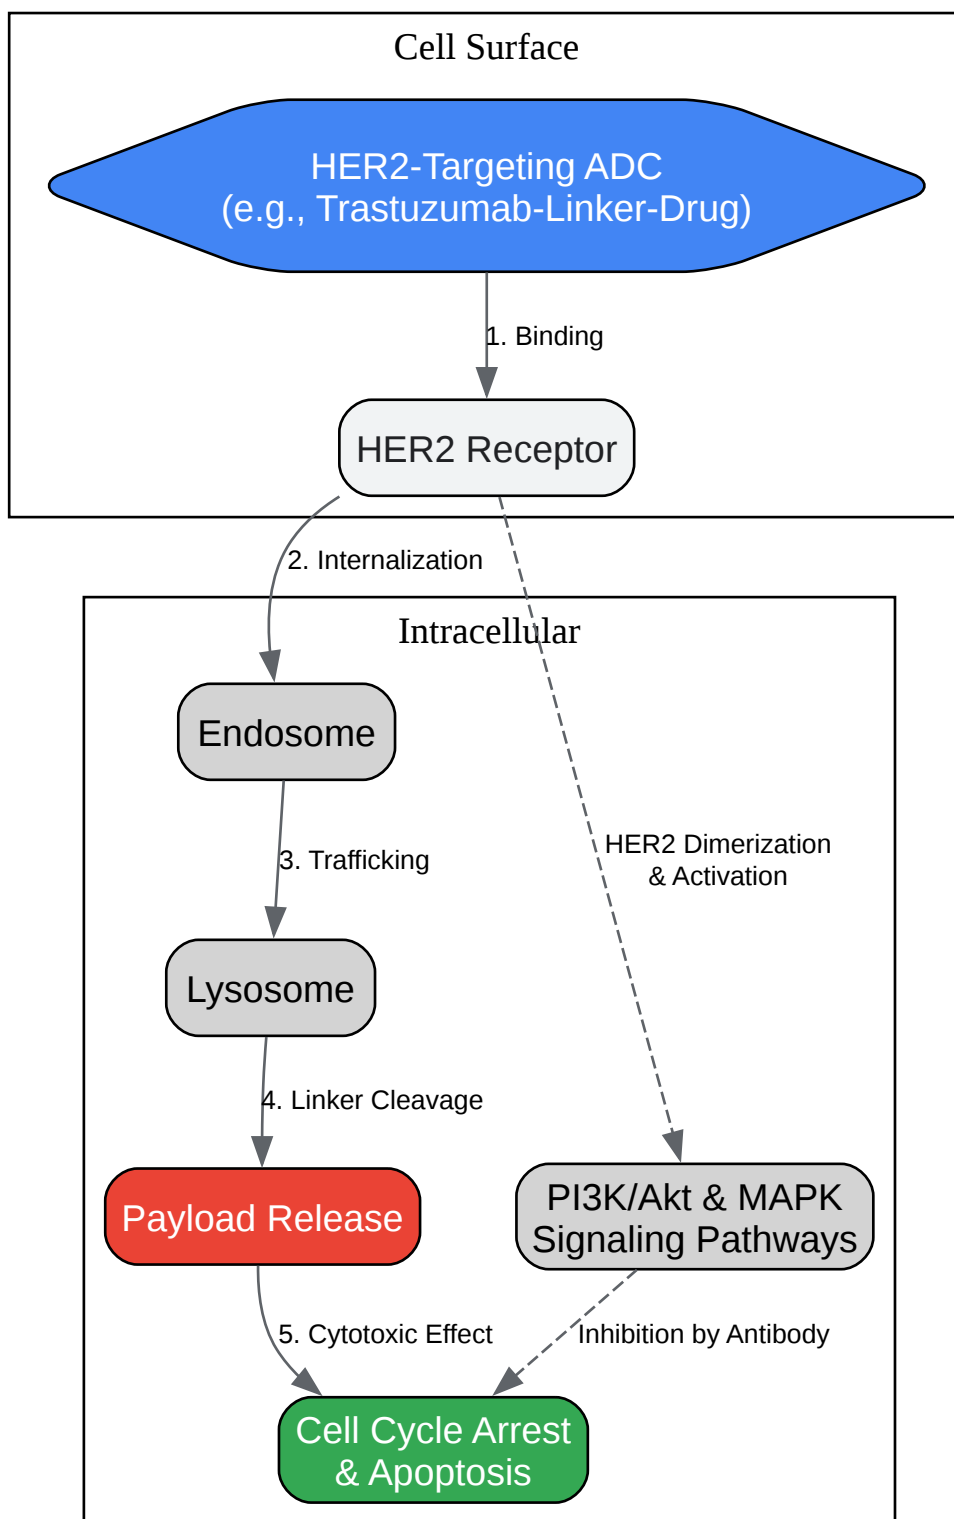 Cell Surface
HER2-Targeting ADC
(e.g., Trastuzumab-Linker-Drug)
1. Binding
HER2 Receptor
2. Internalization
Intracellular
Endosome
3. Trafficking
HER2 Dimerization
& Activation
Lysosome
4. Linker Cleavage
Payload Release
PI3K/Akt & MAPK
Signaling Pathways
5. Cytotoxic Effect
Inhibition by Antibody
Cell Cycle Arrest
& Apoptosis